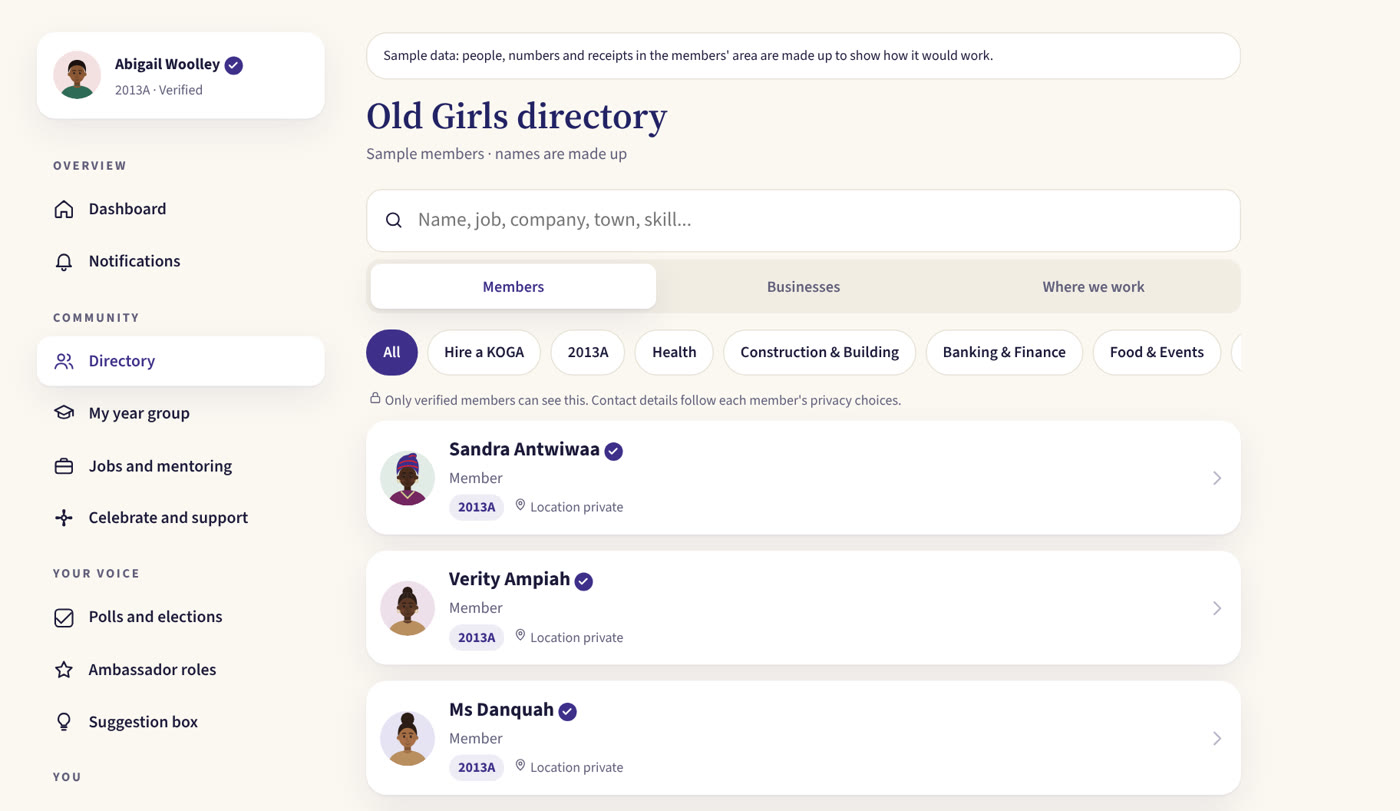 Abigail Woolley
2013A · Verified
OVERVIEW
Dashboard
Notifications
COMMUNITY
Directory
My year group
Jobs and mentoring
Celebrate and support
YOUR VOICE
Polls and elections
Ambassador roles
Suggestion box
YOU
Sample data: people, numbers and receipts in the members' area are made up to show how it would work.
Old Girls directory
Sample members · names are made up
Name, job, company, town, skill...
Members Businesses Where we work
All Hire a KOGA 2013A Health Construction & Building Banking & Finance Food & Events
Only verified members can see this. Contact details follow each member's privacy choices.
Sandra Antwiwaa
Member
2013A Location private
Verity Ampiah
Member
2013A Location private
Ms Danquah
Member
2013A Location private